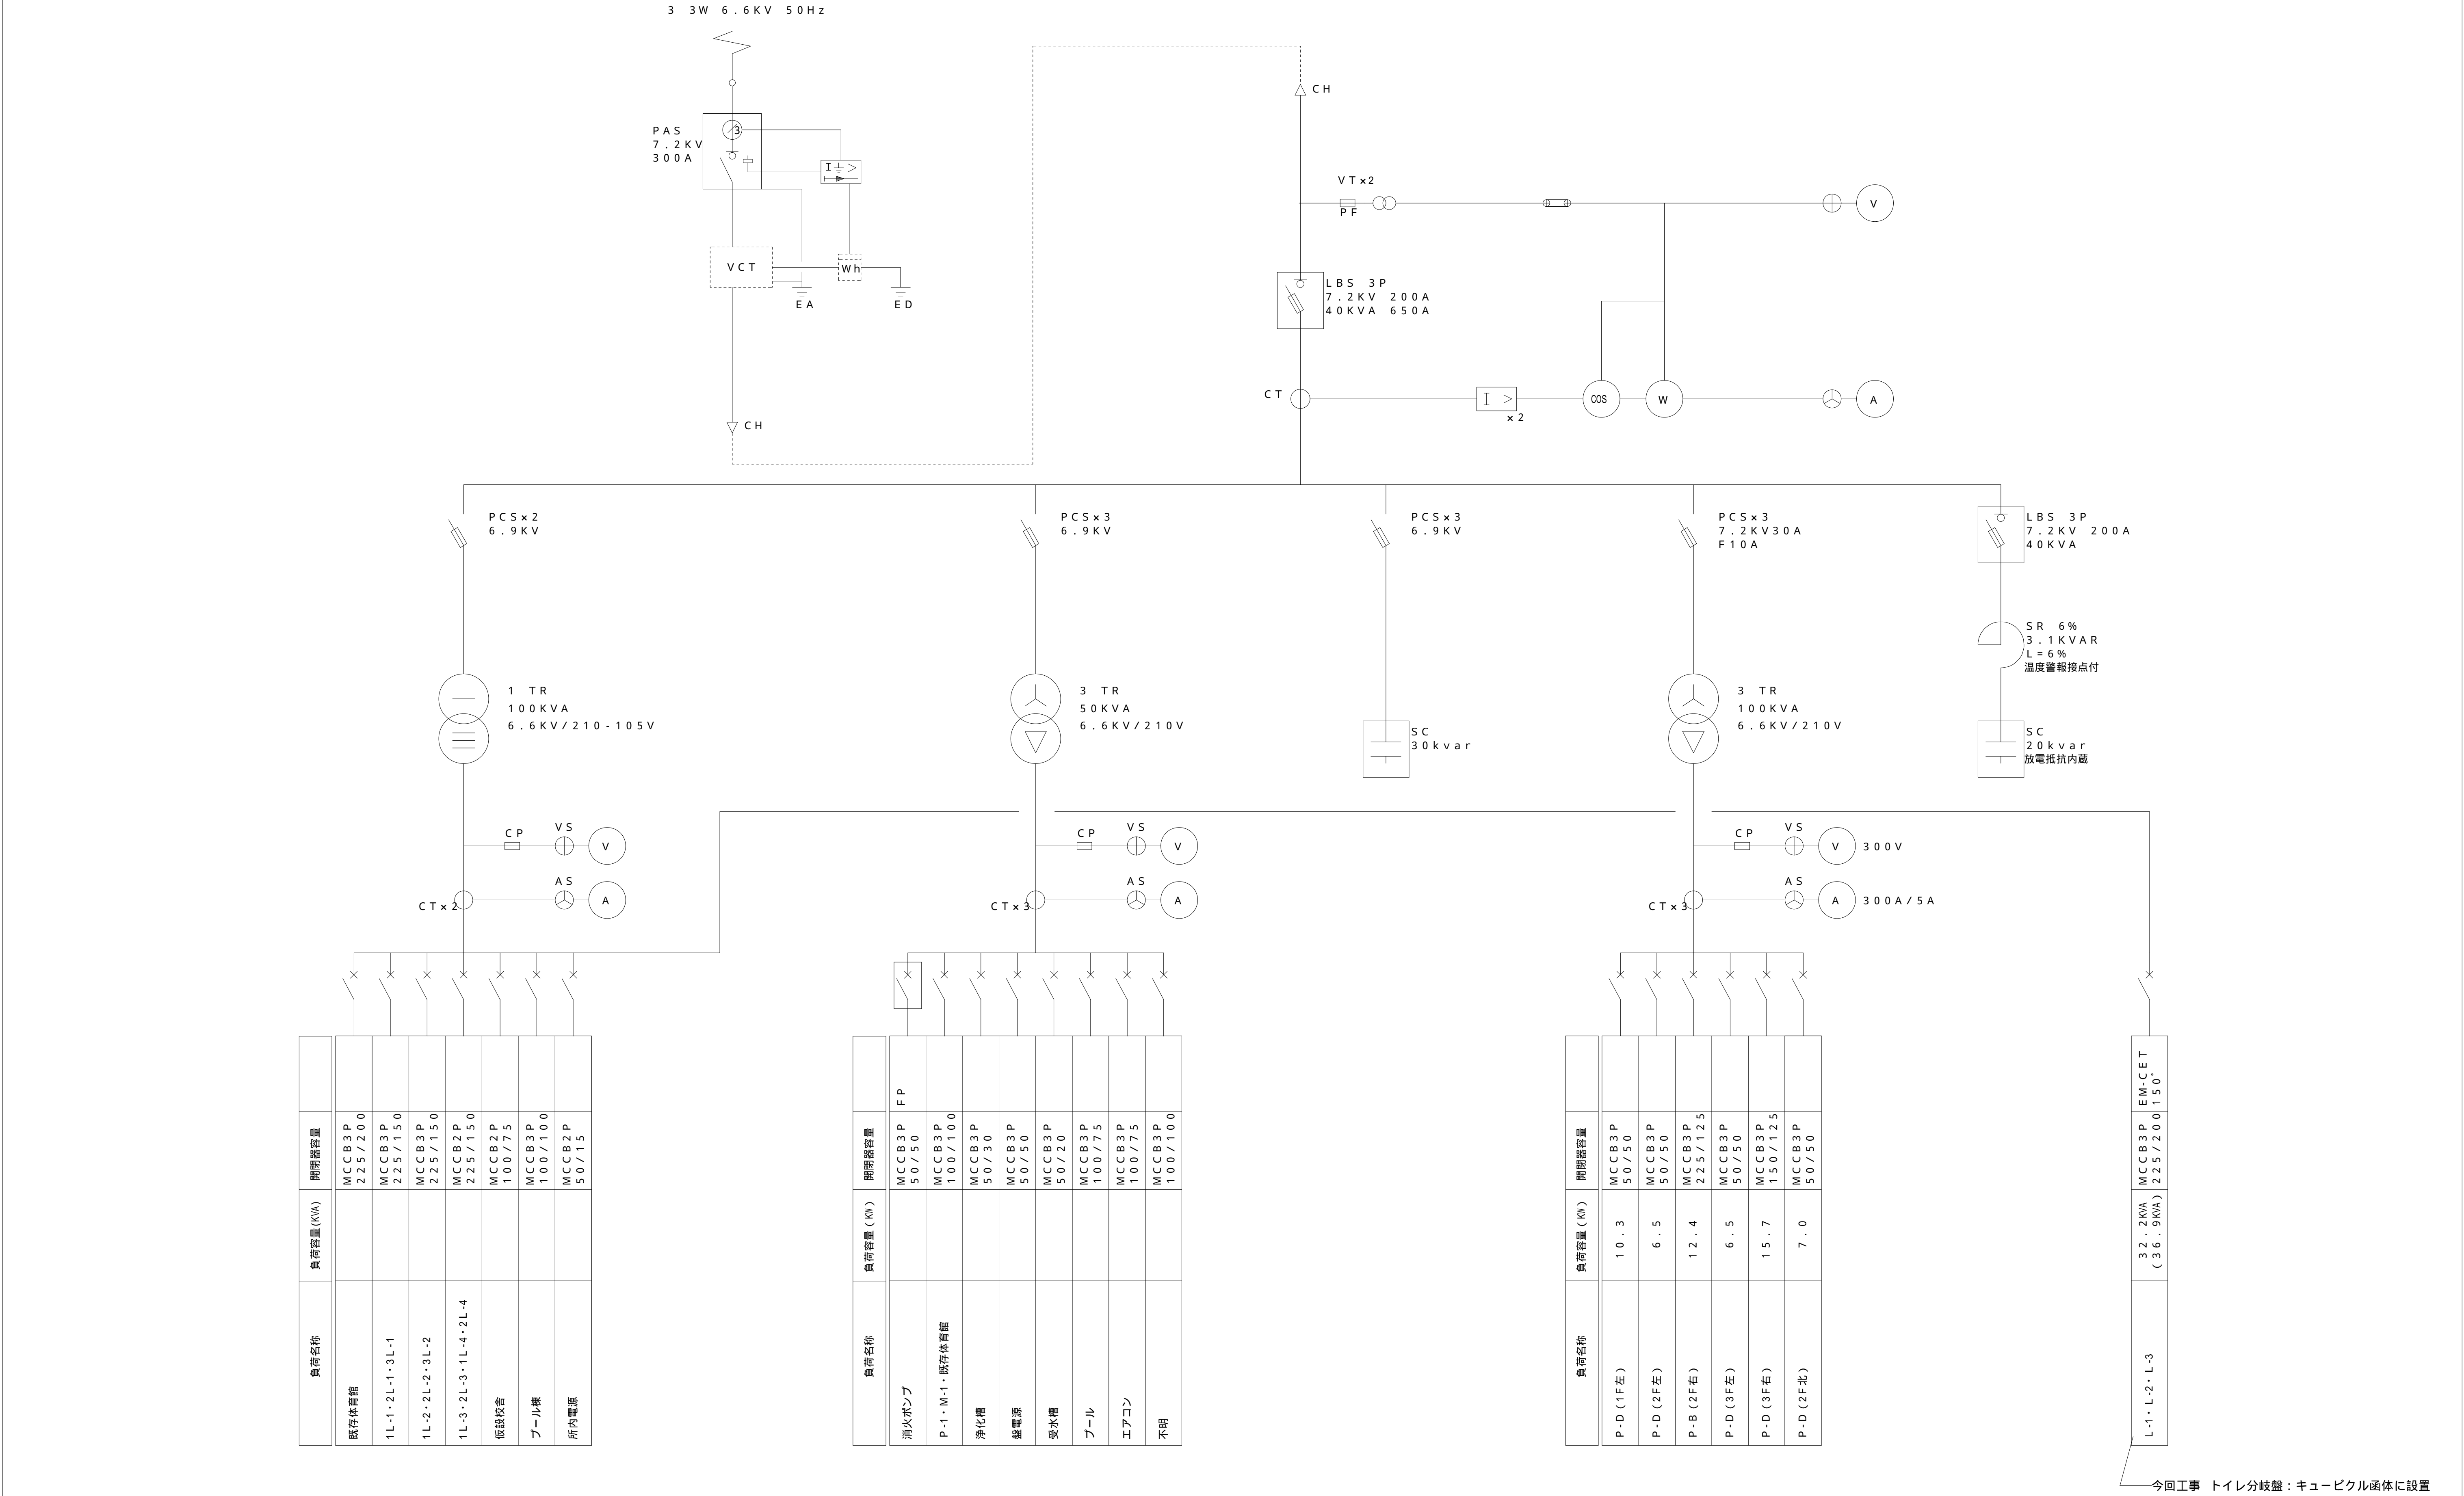 3 3W 6.6KV 50Hz
PAS
7.2KV
300A
3
I >
VCT
Wh
EA
ED
CH
CH
VT×2
PF
V
LBS 3P
7.2KV 200A
40KVA 650A
CT
I >
×2
COS
W
A
PCS×2
6.9KV
PCS×3
6.9KV
PCS×3
6.9KV
PCS×3
7.2KV30A
F10A
LBS 3P
7.2KV 200A
40KVA
SR 6%
3.1KVAR
L=6%
温度警報接点付
1 TR
100KVA
6.6KV/210-105V
3 TR
50KVA
6.6KV/210V
SC
30kvar
3 TR
100KVA
6.6KV/210V
SC
20kvar
放電抵抗内蔵
CP
VS
V
AS
A
CT×2
CP
VS
V
AS
A
CT×3
CP
VS
V
300V
AS
A
300A/5A
CT×3
開閉器容量
負荷容量(KVA)
負荷名称
MCCB3P
225/200
既存体育館
MCCB3P
225/150
1L-1・2L-1・3L-1
MCCB3P
225/150
1L-2・2L-2・3L-2
MCCB2P
225/150
1L-3・2L-3・1L-4・2L-4
MCCB2P
100/75
仮設校舎
MCCB3P
100/100
プール棟
MCCB2P
50/15
所内電源
開閉器容量
負荷容量(KW)
負荷名称
FP
MCCB3P
50/50
消火ポンプ
MCCB3P
100/100
P-1・M-1・既存体育館
MCCB3P
50/30
浄化槽
MCCB3P
50/50
盤電源
MCCB3P
50/20
受水槽
MCCB3P
100/75
プール
MCCB3P
100/75
エアコン
MCCB3P
100/100
不明
開閉器容量
負荷容量(KW)
負荷名称
MCCB3P
50/50
10.3
P-D(1F左)
MCCB3P
50/50
6.5
P-D(2F左)
MCCB3P
225/125
12.4
P-B(2F右)
MCCB3P
50/50
6.5
P-D(3F左)
MCCB3P
150/125
15.7
P-D(3F右)
MCCB3P
50/50
7.0
P-D(2F北)
EM-CET
150°
MCCB3P
225/200
32.2KVA
(36.9KVA)
L-1・L-2・L-3
今回工事 トイレ分岐盤：キュービクル函体に設置